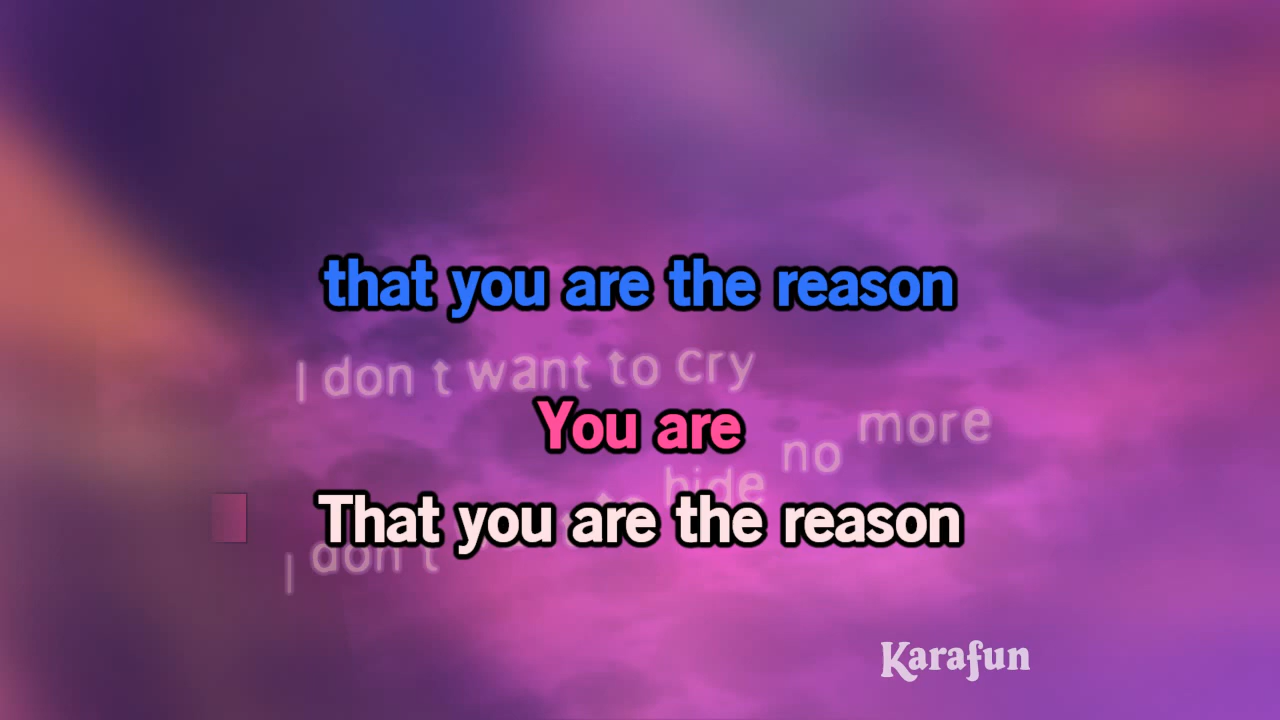 that you are the reason
I don t want to cry
no more
You are
hide
That you are the reason
I don't
Karafun